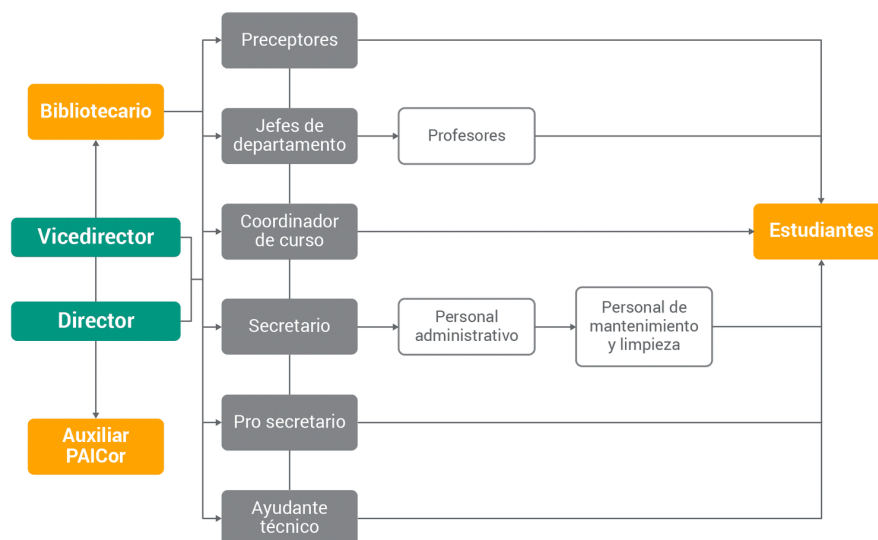 Preceptores
Bibliotecario
Jefes de
departamento
Profesores
Vicedirector
Coordinador
de curso
Estudiantes
Director
Secretario
Personal
administrativo
Personal de
mantenimiento
y limpieza
Auxiliar
PAICor
Pro secretario
Ayudante
técnico